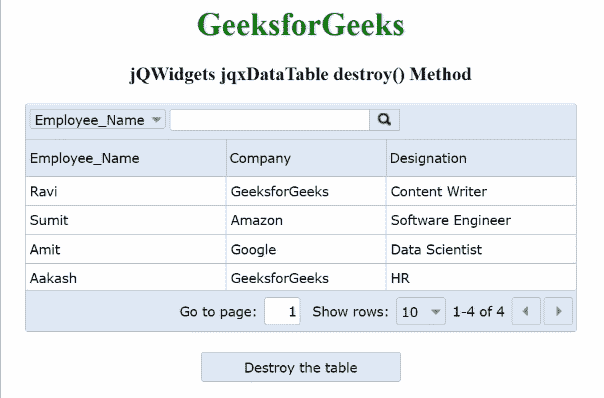 GeeksforGeeks
jQWidgets jqxDataTable destroy() Method
Employee_Name
Employee_Name Company Designation
Ravi GeeksforGeeks Content Writer
Sumit Amazon Software Engineer
Amit Google Data Scientist
Aakash GeeksforGeeks HR
Go to page: 1 Show rows: 10 1-4 of 4
Destroy the table